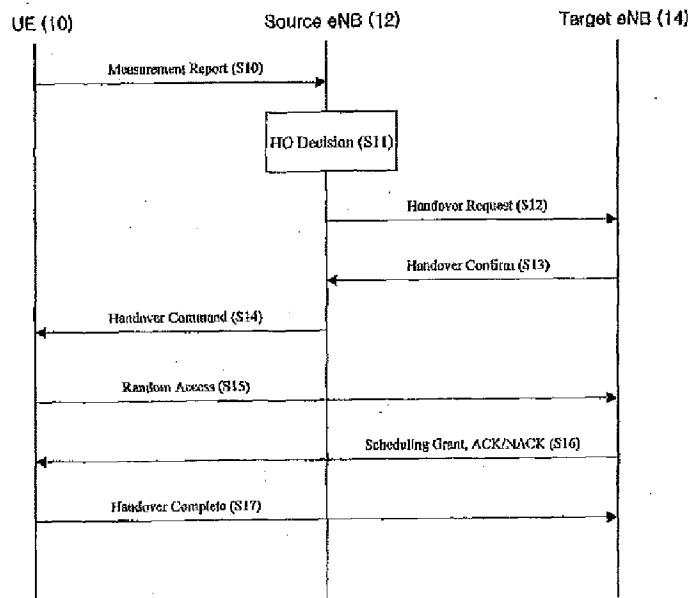 UE (10)
Source eNB (12)
Target eNB (14)
Measurement Report (S10)
HO Decision (S11)
Handover Request (S12)
Handover Confirm (S13)
Handover Command (S14)
Random Access (S15)
Scheduling Grant, ACK/NACK (S16)
Handover Complete (S17)